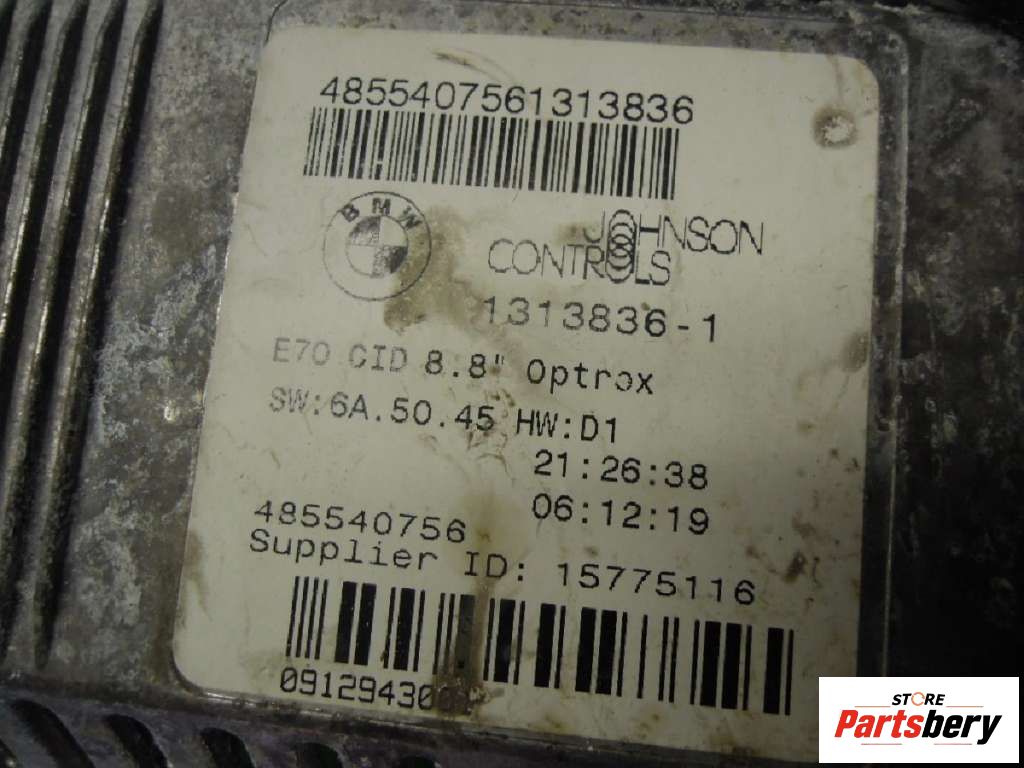 4855407561313836
BMW
JOHNSON
CONTROLS
1313836-1
E70 CID 8.8" Optrox
SW:6A.50.45 HW:D1
21:26:38
06:12:19
485540756
Supplier ID: 15775116
STORE
Partsbery